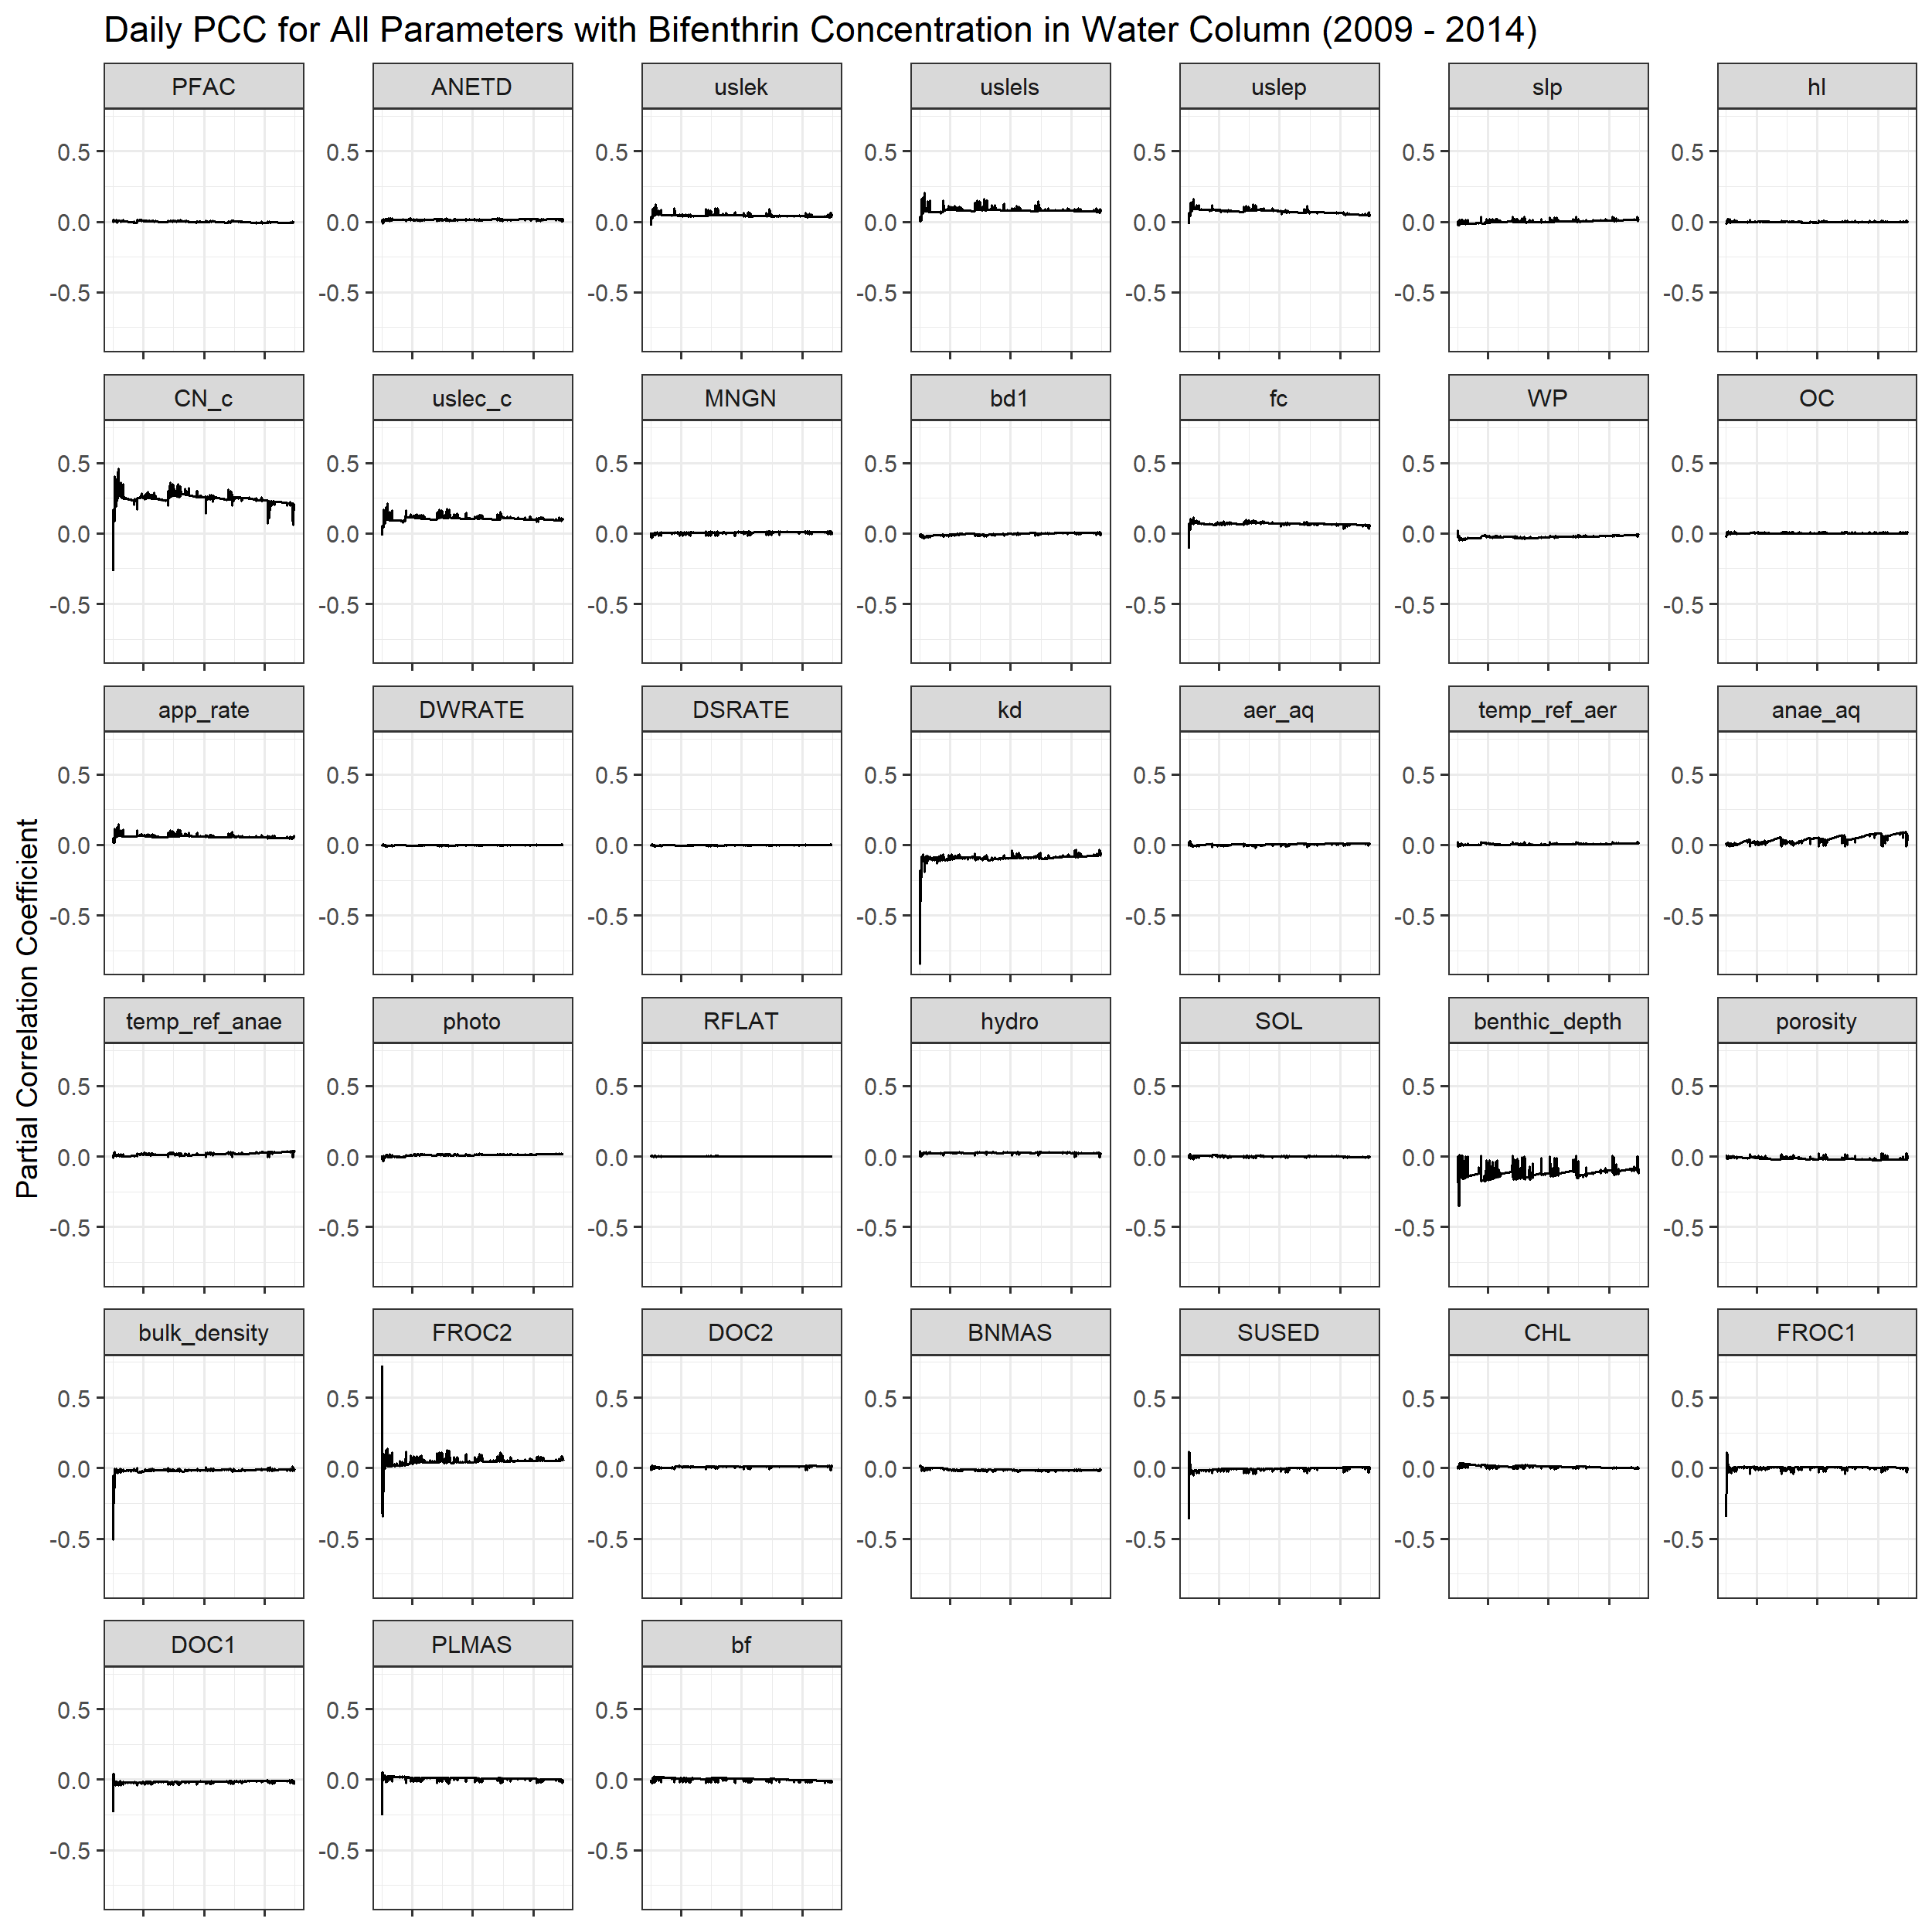 Daily PCC for All Parameters with Bifenthrin Concentration in Water Column (2009 - 2014)
PFAC ANETD uslek uslels uslep slp hl
0.5 0.5 0.5 0.5 0.5 0.5 0.5
0.0 0.0 0.0 0.0 0.0 0.0 0.0
-0.5 -0.5 -0.5 -0.5 -0.5 -0.5 -0.5
CN_c uslec_c MNGN bd1 fc WP OC
0.5 0.5 0.5 0.5 0.5 0.5 0.5
0.0 0.0 0.0 0.0 0.0 0.0 0.0
-0.5 -0.5 -0.5 -0.5 -0.5 -0.5 -0.5
app_rate DWRATE DSRATE kd aer_aq temp_ref_aer anae_aq
0.5 0.5 0.5 0.5 0.5 0.5 0.5
0.0 0.0 0.0 0.0 0.0 0.0 0.0
-0.5 -0.5 -0.5 -0.5 -0.5 -0.5 -0.5
Partial Correlation Coefficient
temp_ref_anae photo RFLAT hydro SOL benthic_depth porosity
0.5 0.5 0.5 0.5 0.5 0.5 0.5
0.0 0.0 0.0 0.0 0.0 0.0 0.0
-0.5 -0.5 -0.5 -0.5 -0.5 -0.5 -0.5
bulk_density FROC2 DOC2 BNMAS SUSED CHL FROC1
0.5 0.5 0.5 0.5 0.5 0.5 0.5
0.0 0.0 0.0 0.0 0.0 0.0 0.0
-0.5 -0.5 -0.5 -0.5 -0.5 -0.5 -0.5
DOC1 PLMAS bf
0.5 0.5 0.5
0.0 0.0 0.0
-0.5 -0.5 -0.5